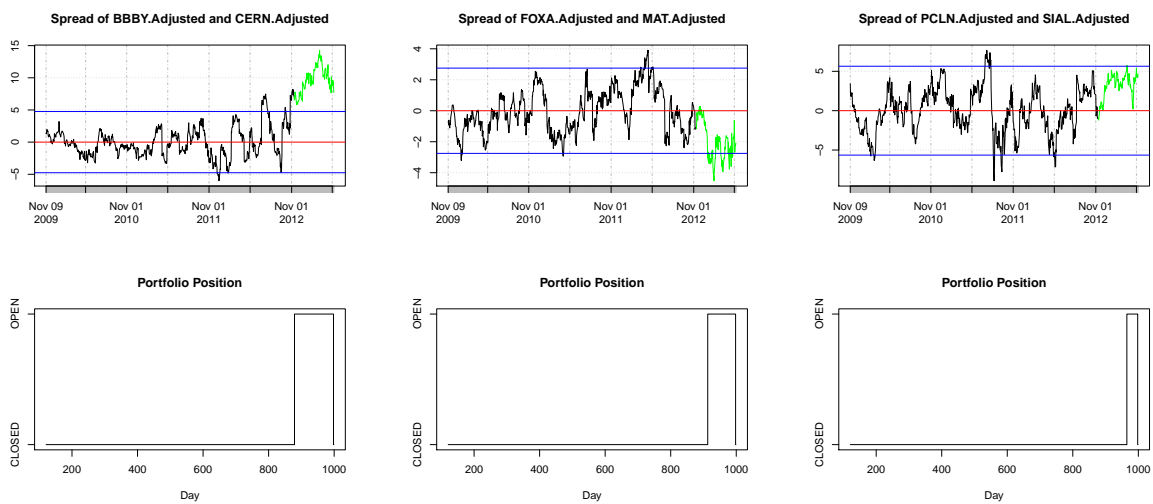 Spread of BBBY.Adjusted and CERN.Adjusted
15
10
5
0
−5
Nov 09
2009
Nov 01
2010
Nov 01
2011
Nov 01
2012
Spread of FOXA.Adjusted and MAT.Adjusted
4
2
0
−2
−4
Nov 09
2009
Nov 01
2010
Nov 01
2011
Nov 01
2012
Spread of PCLN.Adjusted and SIAL.Adjusted
5
0
−5
Nov 09
2009
Nov 01
2010
Nov 01
2011
Nov 01
2012
Portfolio Position
OPEN
CLOSED
200 400 600 800 1000
Day
Portfolio Position
OPEN
CLOSED
200 400 600 800 1000
Day
Portfolio Position
OPEN
CLOSED
200 400 600 800 1000
Day